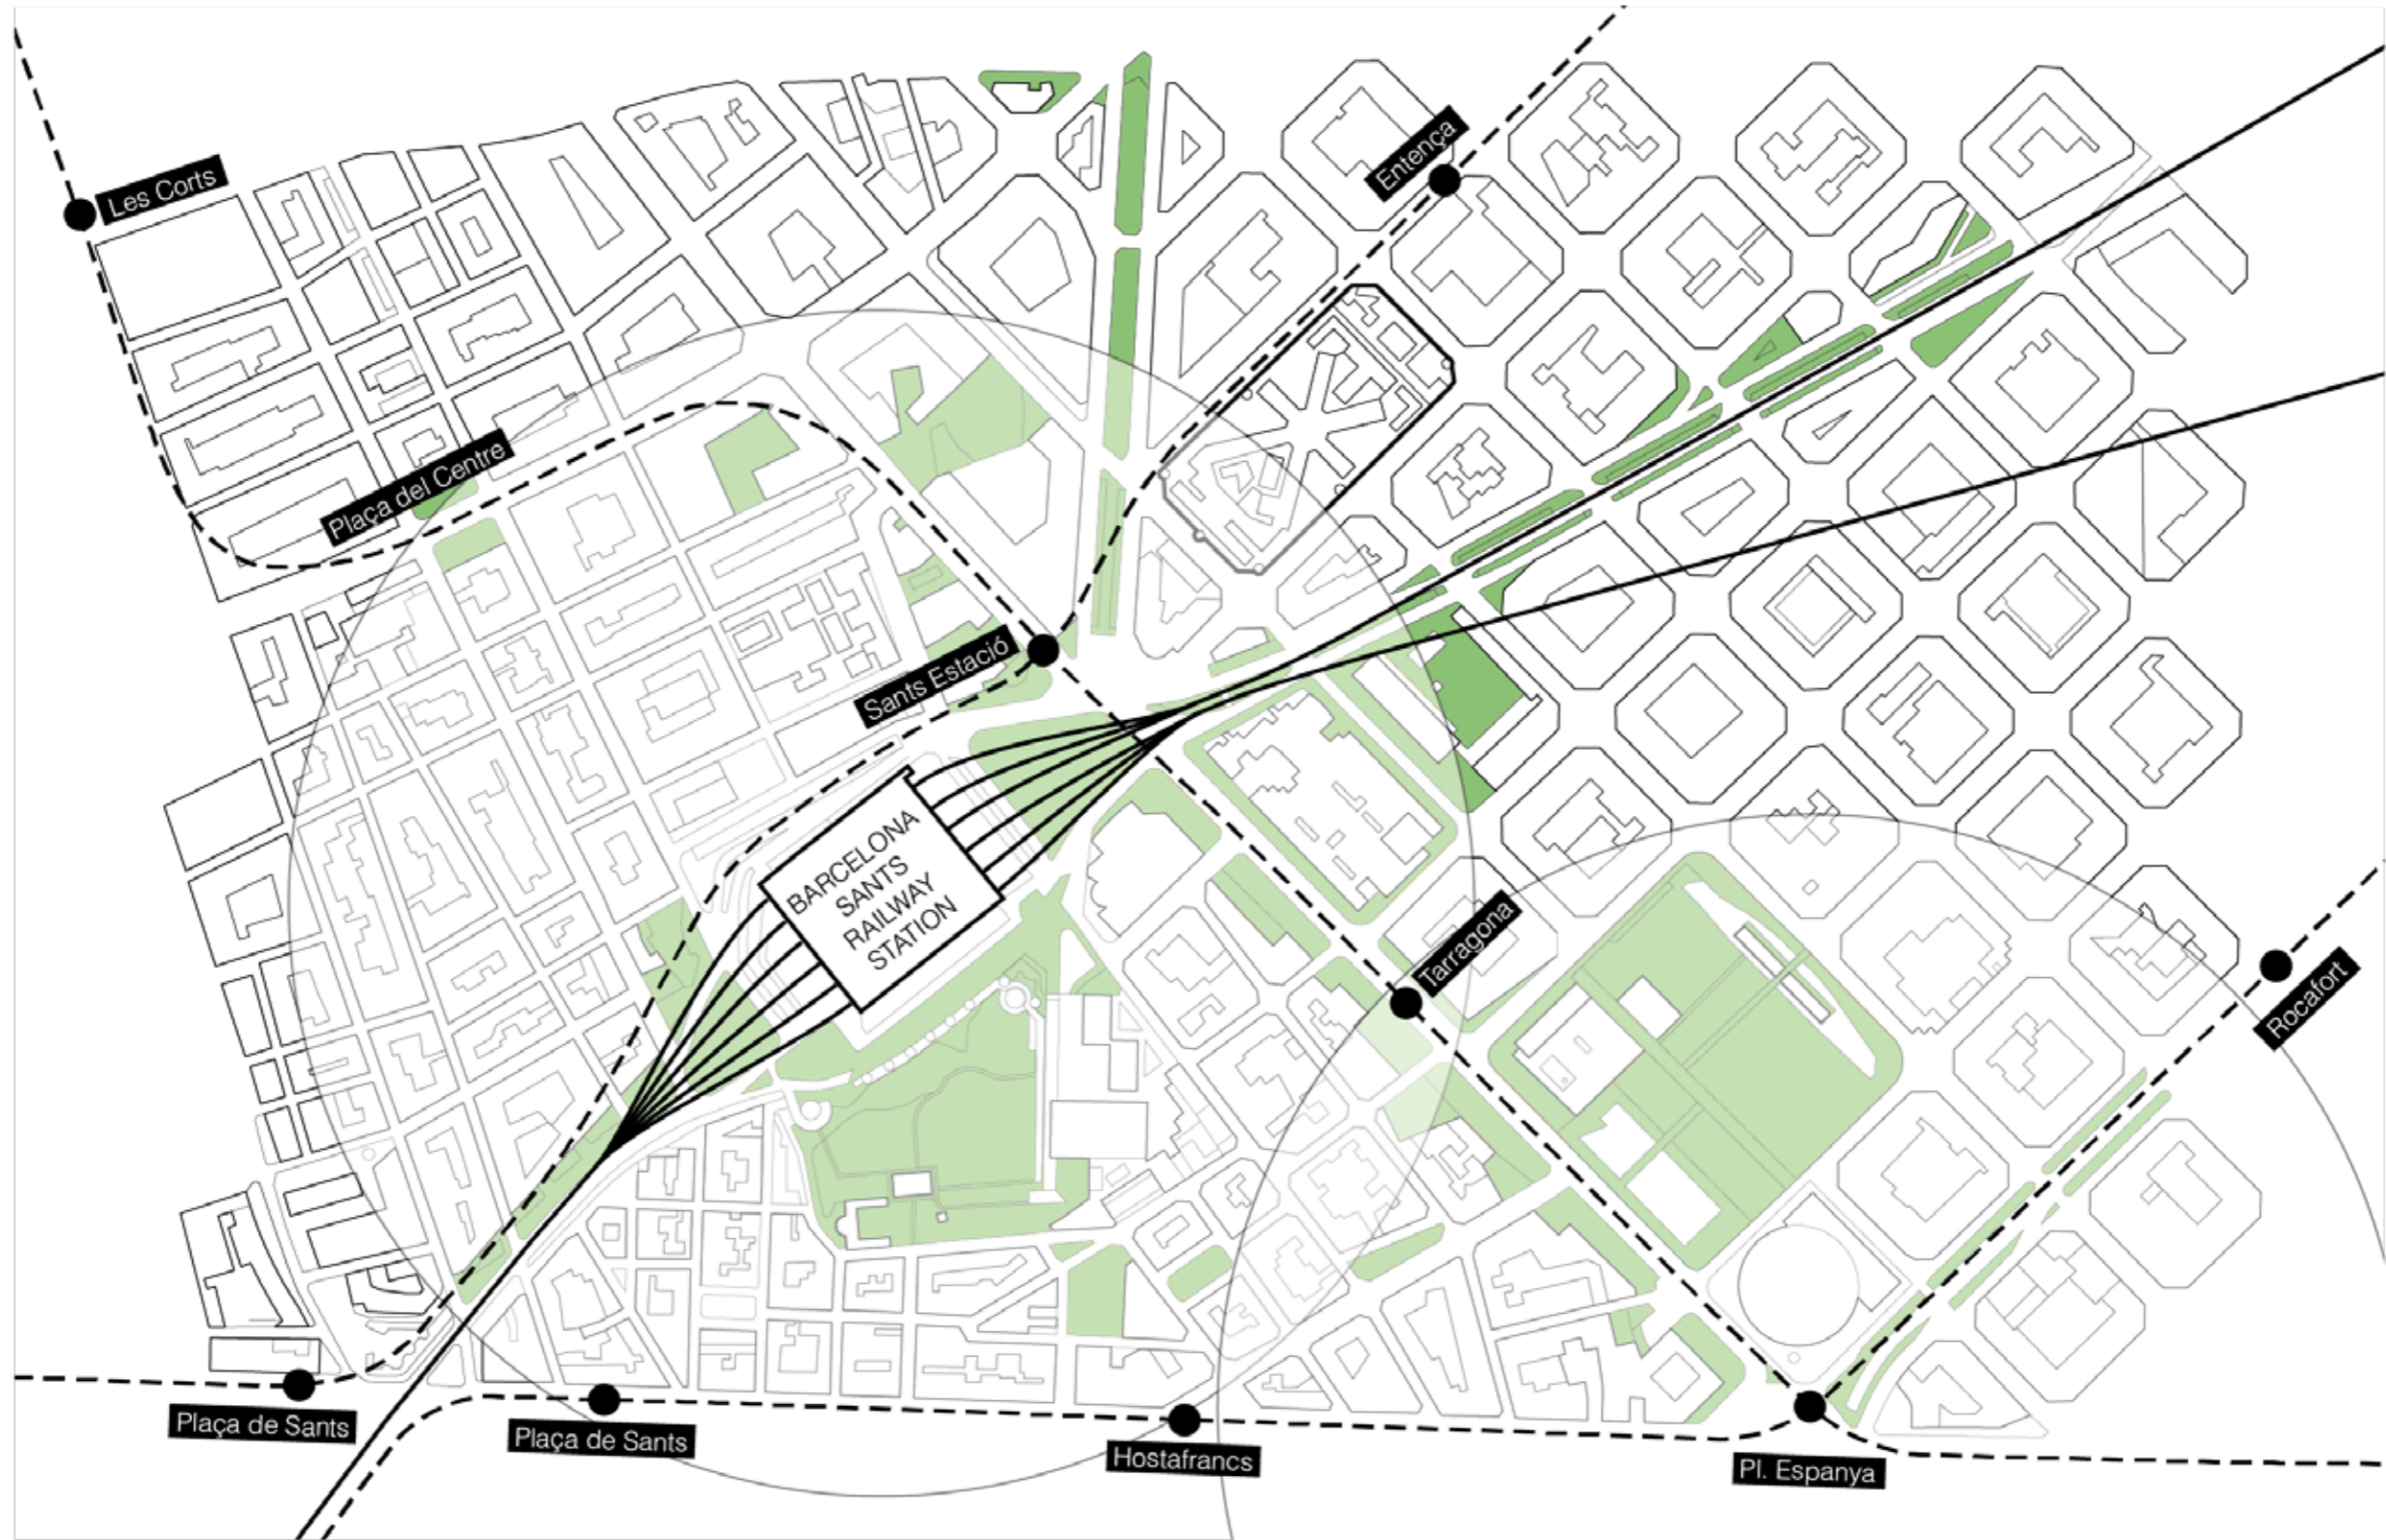 Entença
Les Corts
Plaça del Centre
Sants Estació
BARCELONA
SANTS
RAILWAY
STATION
Tarragona
Rocafort
Plaça de Sants
Plaça de Sants
Hostafrancs
Pl. Espanya